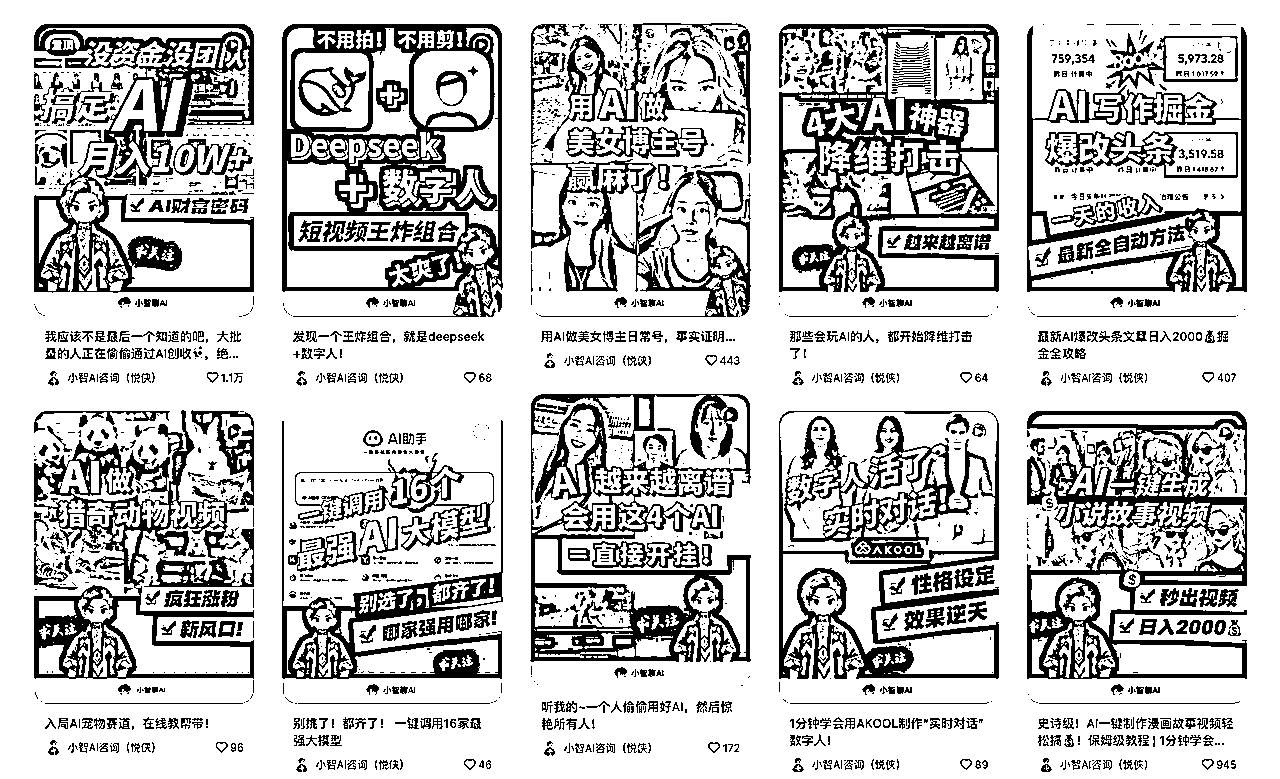 置顶
没资金没团队
搞定AI
月入10W+
AI财富密码
家人活
小智聊AI
我应该不是最后一个知道的吧，大批
量的人正在偷偷通过AI创收，绝...
小智AI咨询（悦侠）
1.1万
不用拍！ 不用剪！
+
Deepseek
+数字人
短视频王炸组合
太爽了!
小智聊AI
发现一个王炸组合，就是deepseek
+数字人！
小智AI咨询（悦侠）
68
用AI做
美女博主号
赢麻了！
小智聊AI
用AI做美女博主日常号，事实证明...
小智AI咨询（悦侠）
443
4大AI神器
降维打击
越来越离谱
小智聊AI
那些会玩AI的人，都开始降维打击
了！
小智AI咨询（悦侠）
64
759,354
5,973.28
AI写作掘金
爆改头条
3,519.58
一天的收入
最新全自动方法
小智聊AI
最新AI爆改头条文章日入2000💰掘
金全攻略
小智AI咨询（悦侠）
407
AI做
猎奇动物视频
疯狂涨粉
新风口!
小智聊AI
入局AI宠物赛道，在线教帮带！
小智AI咨询（悦侠）
96
AI助手
一键调用16个
最强AI大模型
别选了，都齐了!
哪家强用哪家!
小智聊AI
别挑了！都齐了！ 一键调用16家最
强大模型
小智AI咨询（悦侠）
46
AI越来越离谱
会用这4个AI
=直接开挂！
小智聊AI
听我的~一个人偷偷用好AI，然后惊
艳所有人！
小智AI咨询（悦侠）
172
数字人活了
实时对话!
AKOOL
性格设定
效果逆天
小智聊AI
1分钟学会用AKOOL制作“实时对话”
数字人！
小智AI咨询（悦侠）
89
AI一键生成
小说故事视频
秒出视频
日入2000💰
小智聊AI
史诗级！AI一键制作漫画故事视频轻
松搞💰！保姆级教程 | 1分钟学会...
小智AI咨询（悦侠）
945